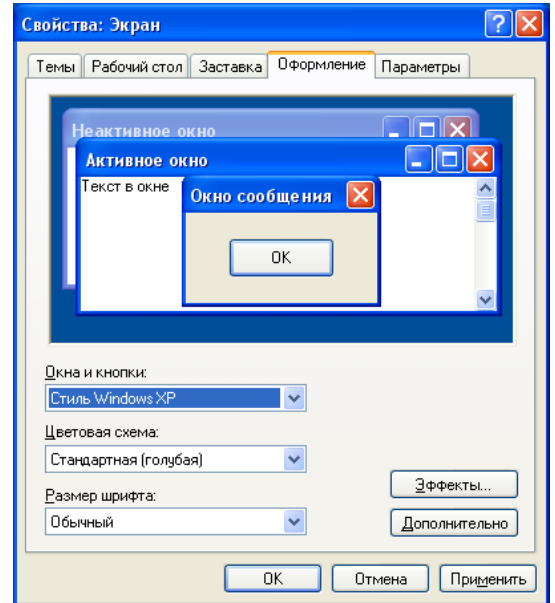 Свойства: Экран
Темы Рабочий стол Заставка Оформление Параметры
Неактивное окно
Активное окно
Текст в окне
Окно сообщения
OK
Окна и кнопки:
Стиль Windows XP
Цветовая схема:
Стандартная (голубая)
Эффекты...
Размер шрифта:
Обычный
Дополнительно
OK Отмена Применить